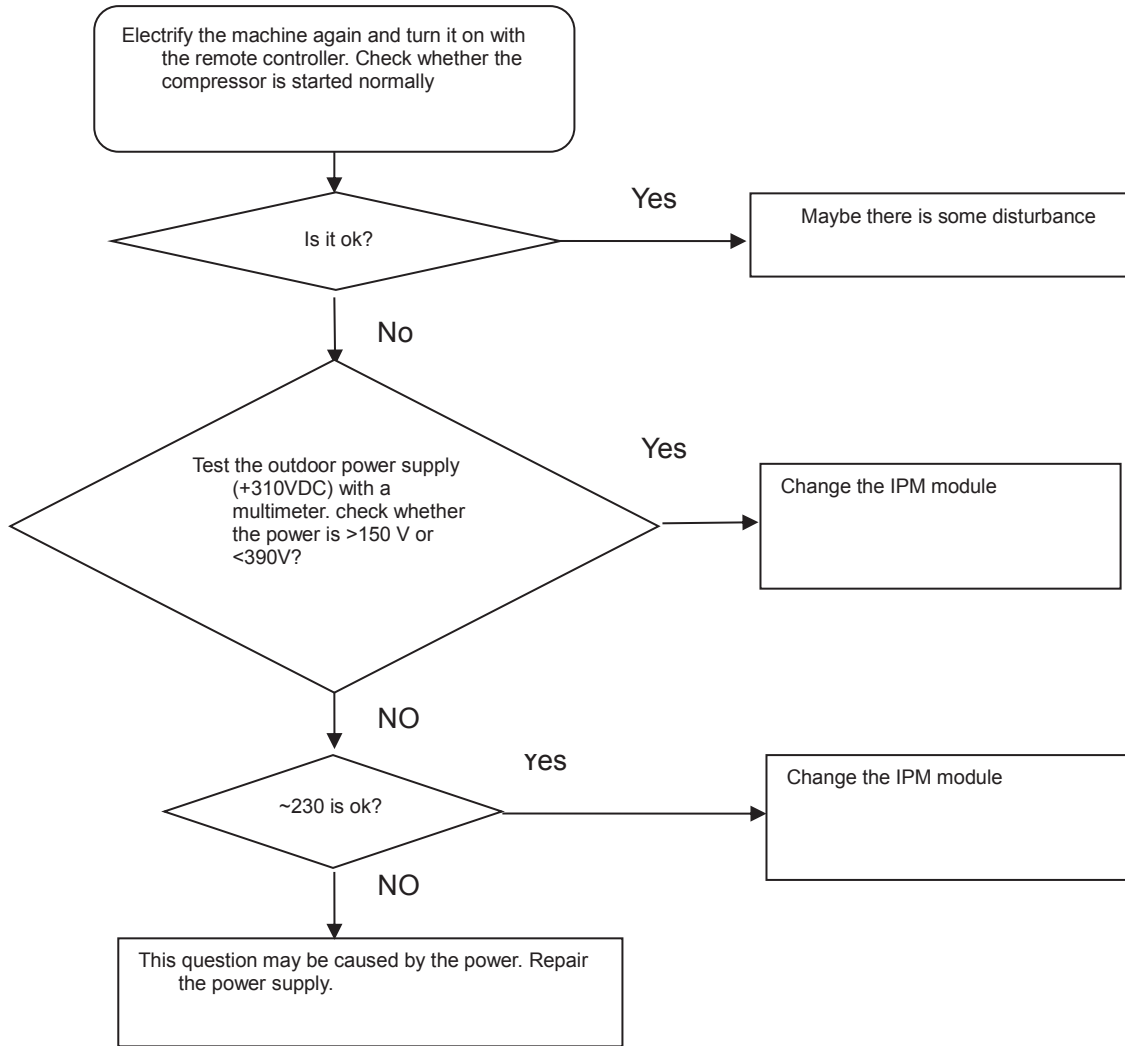 Electrify the machine again and turn it on with
the remote controller. Check whether the
compressor is started normally
Yes
Maybe there is some disturbance
Is it ok?
No
Test the outdoor power supply
(+310VDC) with a
multimeter. check whether
the power is >150 V or
<390V?
Yes
Change the IPM module
NO
~230 is ok?
Yes
Change the IPM module
NO
This question may be caused by the power. Repair
the power supply.